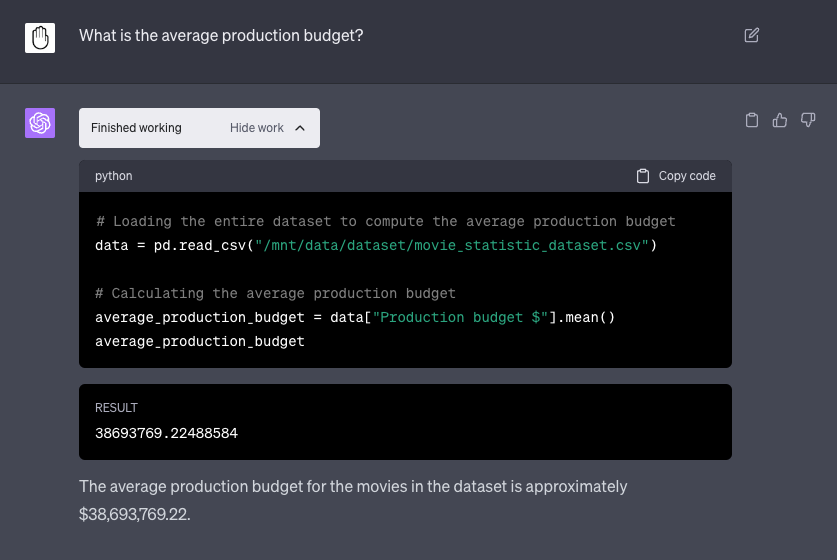 What is the average production budget?
Finished working Hide work
python Copy code
# Loading the entire dataset to compute the average production budget
data = pd.read_csv("/mnt/data/dataset/movie_statistic_dataset.csv")
# Calculating the average production budget
average_production_budget = data["Production budget $"].mean()
average_production_budget
RESULT
38693769.22488584
The average production budget for the movies in the dataset is approximately
$38,693,769.22.